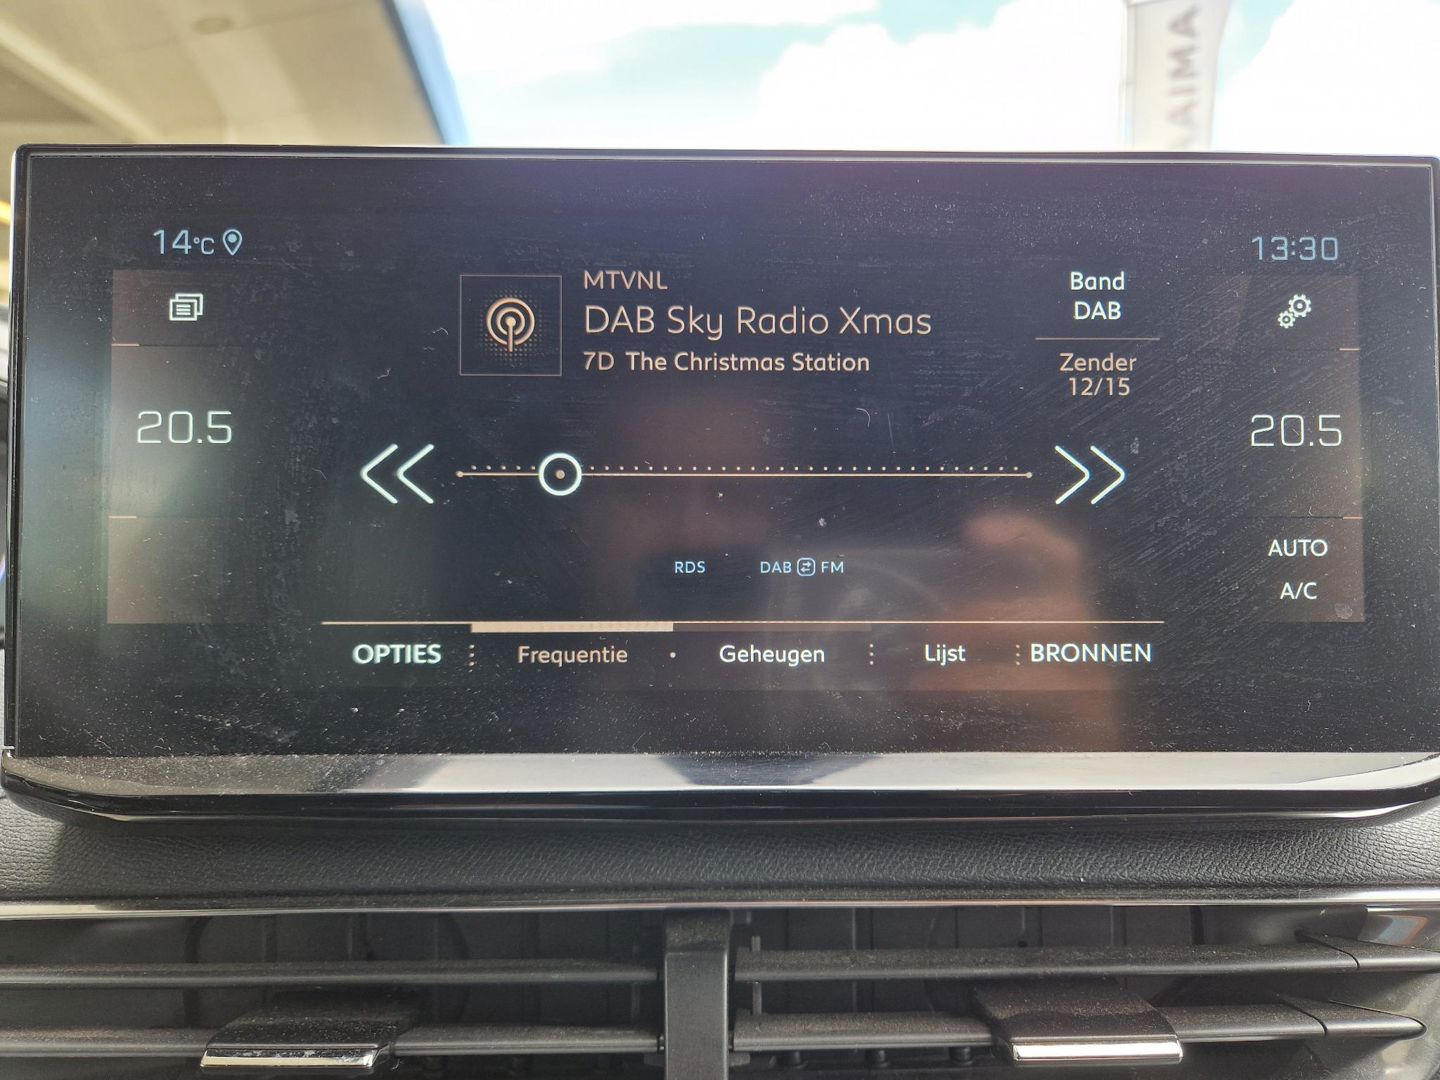 14°C
13:30
MTVNL
DAB Sky Radio Xmas
7D The Christmas Station
Band
DAB
Zender
12/15
20.5
20.5
RDS
DAB FM
AUTO
A/C
OPTIES
Frequentie
Geheugen
Lijst
BRONNEN